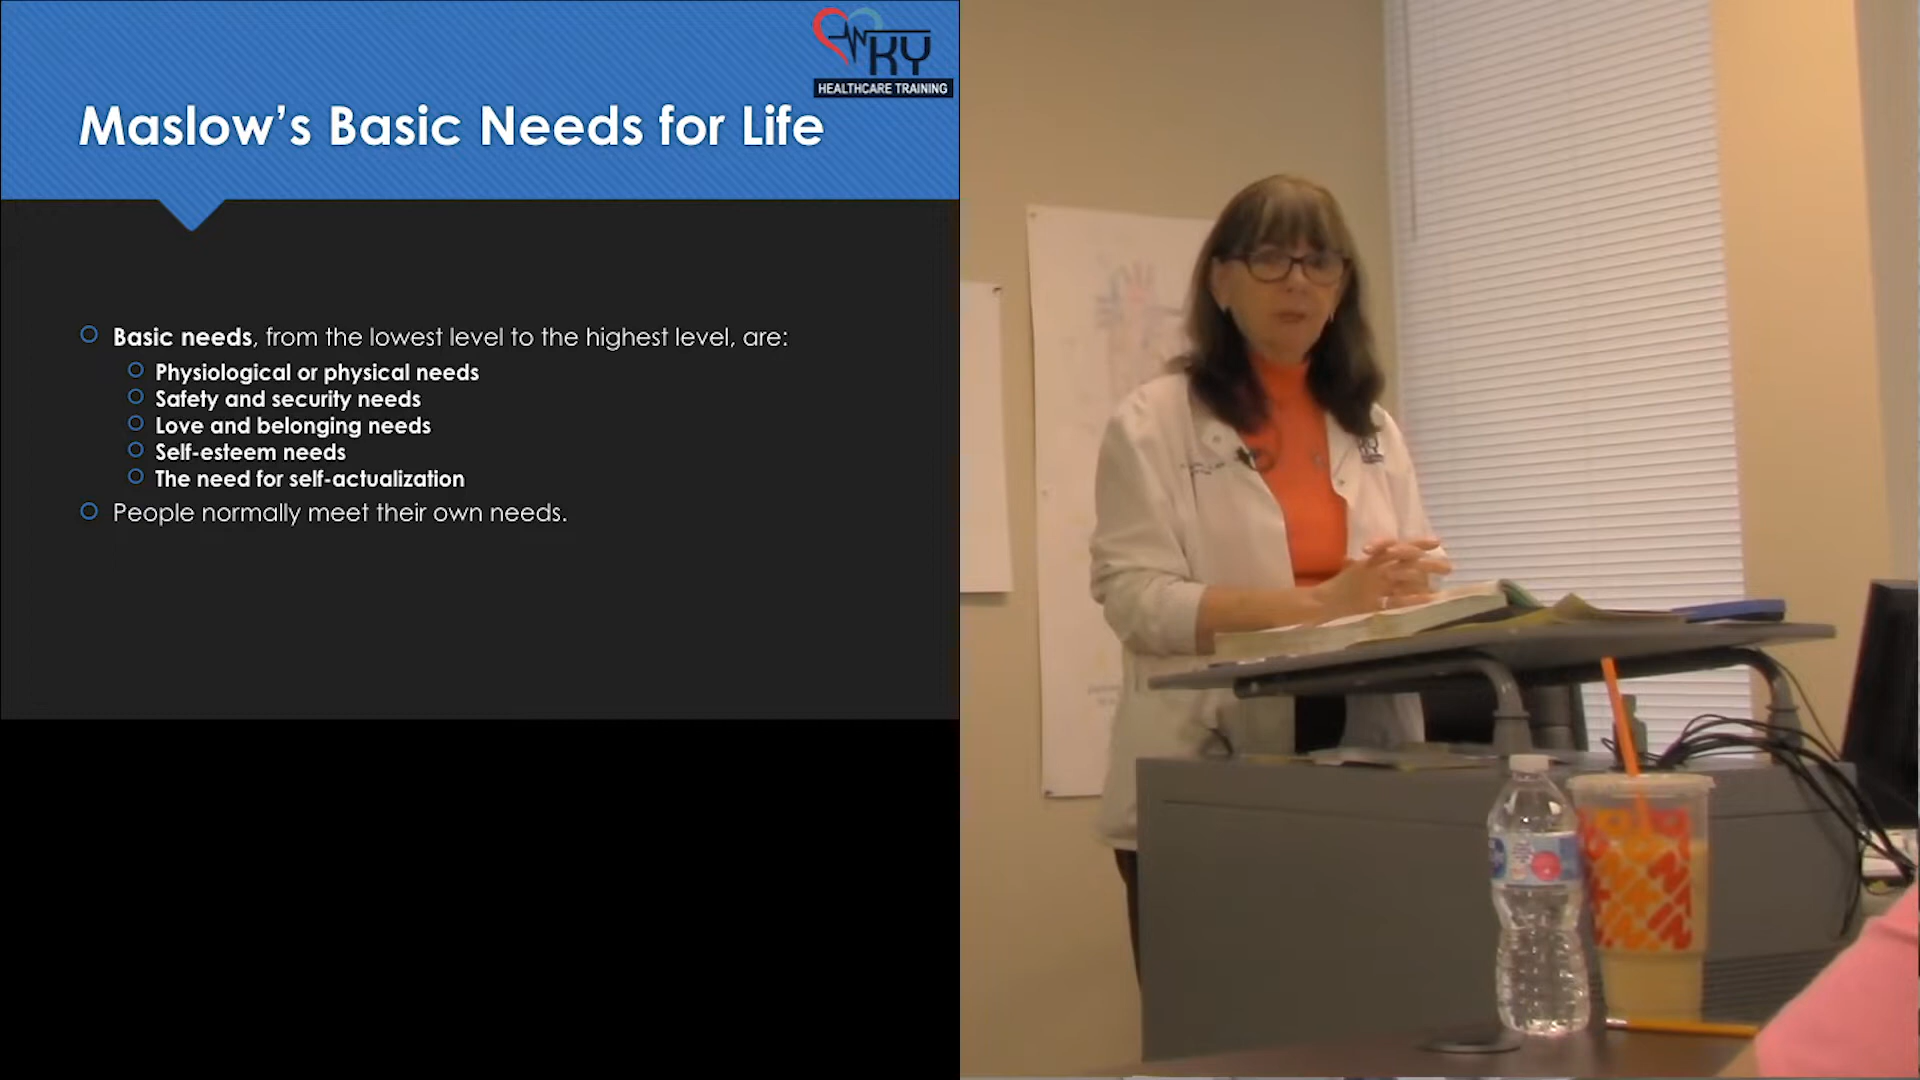 KY
HEALTHCARE TRAINING
Maslow's Basic Needs for Life
Basic needs, from the lowest level to the highest level, are:
Physiological or physical needs
Safety and security needs
Love and belonging needs
Self-esteem needs
The need for self-actualization
People normally meet their own needs.